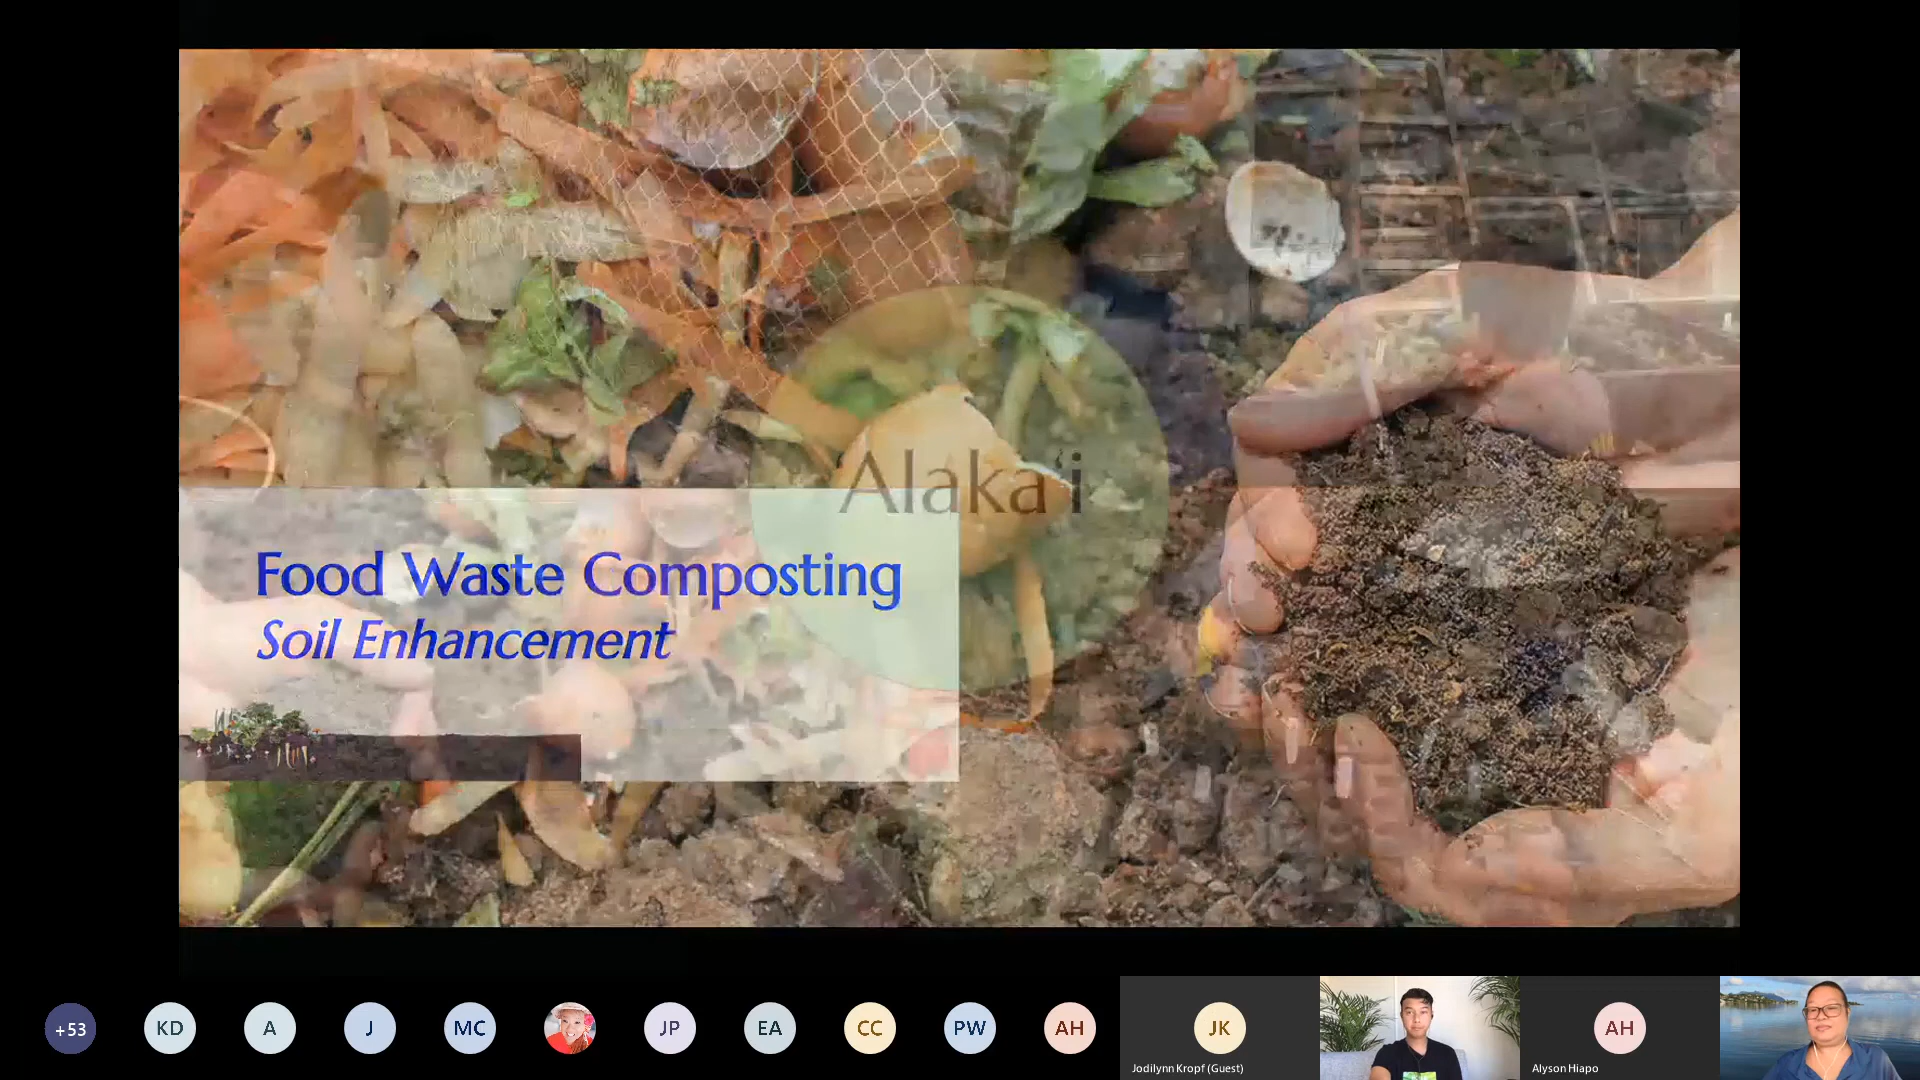 ʻAlakaʻi
Food Waste Composting
Soil Enhancement
+53
KD
A
J
MC
JP
EA
CC
PW
AH
JK
Jodilynn Kropf (Guest)
AH
Alyson Hiapo